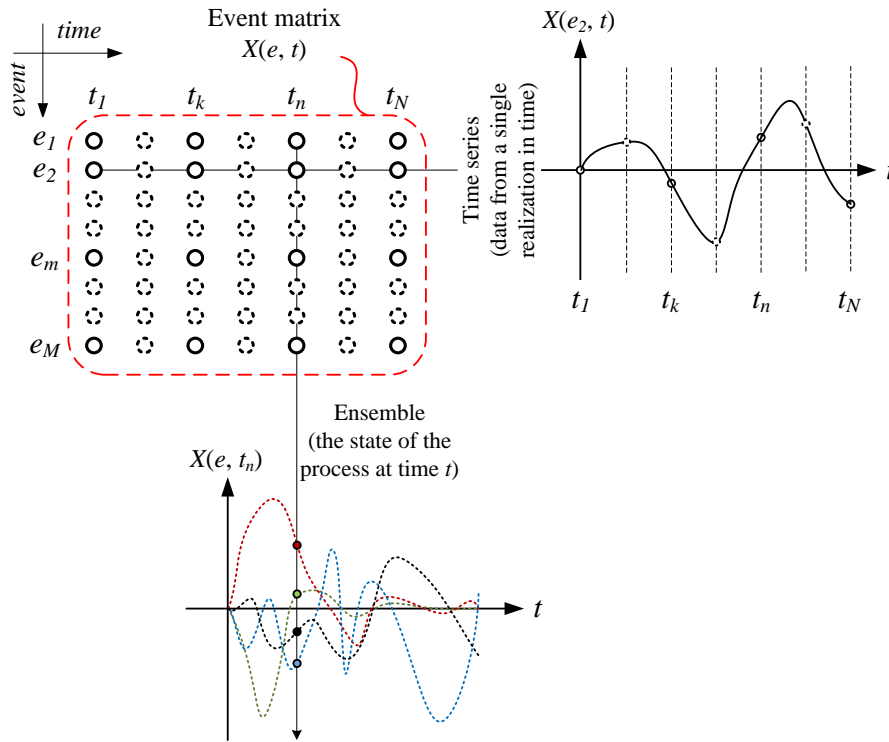 Event matrix
X(e, t)
time
event
t1 tk tn tN
e1
e2
em
eM
X(e2, t)
Time series
(data from a single
realization in time)
t
t1 tk tn tN
Ensemble
(the state of the
process at time t)
X(e, tn)
t